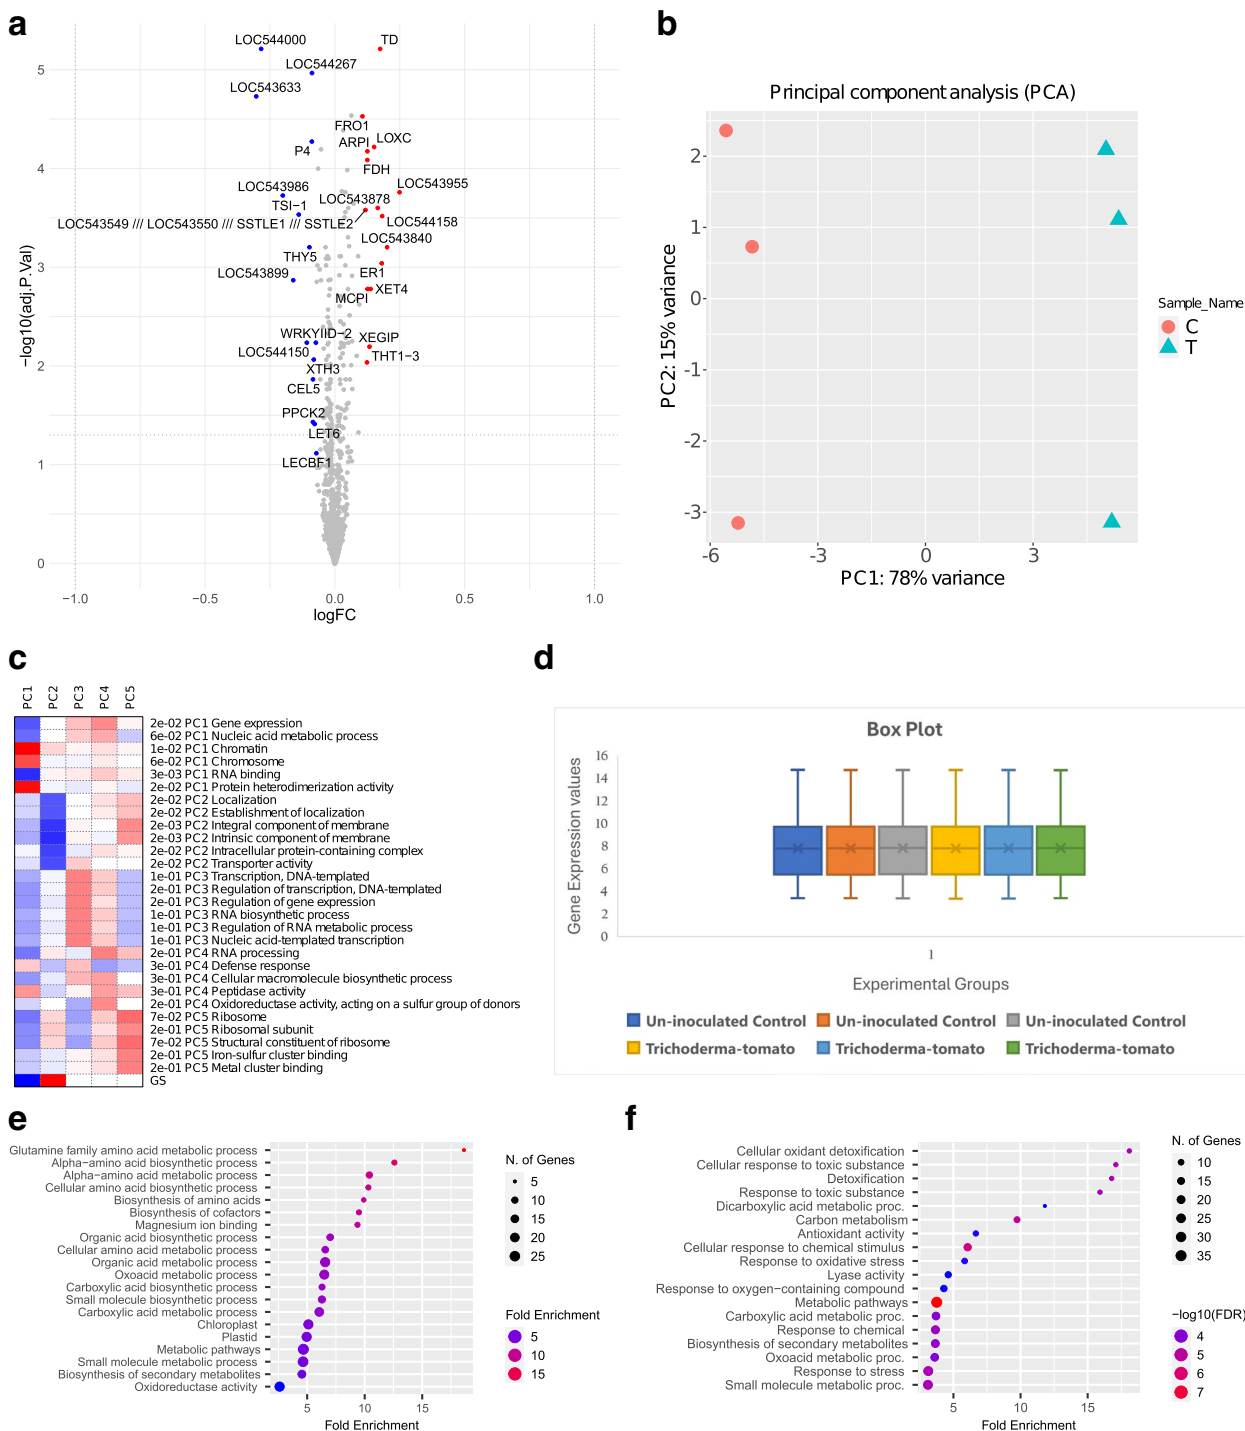 a
LOC544000
TD
LOC544267
LOC543633
FRO1
ARPI
LOXC
P4
FDH
LOC543986
LOC543955
TSI−1
LOC543878
LOC543549 /// LOC543550 /// SSTLE1 /// SSTLE2
LOC544158
LOC543840
THY5
LOC543899
ER1
MCPI
XET4
WRKYIID−2
XEGIP
LOC544150
THT1−3
XTH3
CEL5
PPCK2
LET6
LECBF1
5
4
3
2
1
0
−log10(adj.P.Val)
−1.0
−0.5
0.0
0.5
1.0
logFC
b
Principal component analysis (PCA)
2
1
0
-1
-2
-3
PC2: 15% variance
-6
-3
0
3
PC1: 78% variance
Sample_Name
C
T
c
PC1
PC2
PC3
PC4
PC5
2e-02 PC1 Gene expression
6e-02 PC1 Nucleic acid metabolic process
1e-02 PC1 Chromatin
6e-02 PC1 Chromosome
3e-03 PC1 RNA binding
2e-02 PC1 Protein heterodimerization activity
2e-02 PC2 Localization
2e-02 PC2 Establishment of localization
2e-03 PC2 Integral component of membrane
2e-03 PC2 Intrinsic component of membrane
2e-02 PC2 Intracellular protein-containing complex
2e-02 PC2 Transporter activity
1e-01 PC3 Transcription, DNA-templated
2e-01 PC3 Regulation of transcription, DNA-templated
2e-01 PC3 Regulation of gene expression
1e-01 PC3 RNA biosynthetic process
1e-01 PC3 Regulation of RNA metabolic process
1e-01 PC3 Nucleic acid-templated transcription
2e-01 PC4 RNA processing
3e-01 PC4 Defense response
3e-01 PC4 Cellular macromolecule biosynthetic process
3e-01 PC4 Peptidase activity
2e-01 PC4 Oxidoreductase activity, acting on a sulfur group of donors
7e-02 PC5 Ribosome
2e-01 PC5 Ribosomal subunit
7e-02 PC5 Structural constituent of ribosome
2e-01 PC5 Iron-sulfur cluster binding
2e-01 PC5 Metal cluster binding
GS
d
Box Plot
16
14
12
10
8
6
4
2
0
Gene Expression values
1
Experimental Groups
Un-inoculated Control
Un-inoculated Control
Un-inoculated Control
Trichoderma-tomato
Trichoderma-tomato
Trichoderma-tomato
e
Glutamine family amino acid metabolic process
Alpha−amino acid biosynthetic process
Alpha−amino acid metabolic process
Cellular amino acid biosynthetic process
Biosynthesis of amino acids
Biosynthesis of cofactors
Magnesium ion binding
Organic acid biosynthetic process
Cellular amino acid metabolic process
Organic acid metabolic process
Oxoacid metabolic process
Carboxylic acid biosynthetic process
Small molecule biosynthetic process
Carboxylic acid metabolic process
Chloroplast
Plastid
Metabolic pathways
Small molecule metabolic process
Biosynthesis of secondary metabolites
Oxidoreductase activity
5
10
15
Fold Enrichment
N. of Genes
5
10
15
20
25
Fold Enrichment
5
10
15
f
Cellular oxidant detoxification
Cellular response to toxic substance
Detoxification
Response to toxic substance
Dicarboxylic acid metabolic proc.
Carbon metabolism
Antioxidant activity
Cellular response to chemical stimulus
Response to oxidative stress
Lyase activity
Response to oxygen−containing compound
Metabolic pathways
Carboxylic acid metabolic proc.
Response to chemical
Biosynthesis of secondary metabolites
Oxoacid metabolic proc.
Response to stress
Small molecule metabolic proc.
5
10
15
Fold Enrichment
N. of Genes
10
15
20
25
30
35
−log10(FDR)
4
5
6
7